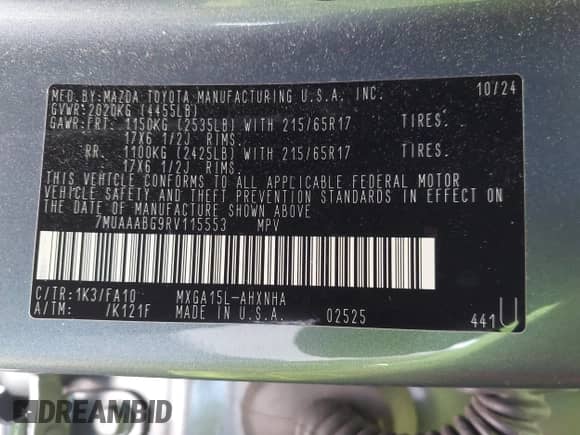 MFD.BY:MAZDA TOYOTA MANUFACTURING U.S.A., INC. 10/24
GVWR:2020KG (4455LB)
GAWR:FRT. 1150KG (2535LB) WITH 215/65R17 TIRES.
17X6 1/2J RIMS.
RR. 1100KG (2425LB) WITH 215/65R17 TIRES.
17X6 1/2J RIMS.
THIS VEHICLE CONFORMS TO ALL APPLICABLE FEDERAL MOTOR
VEHICLE SAFETY AND THEFT PREVENTION STANDARDS IN EFFECT ON
THE DATE OF MANUFACTURE SHOWN ABOVE
7MUAAABG9RV115553 MPV
C/TR:1K3/FA10 MXGA15L-AHXNHA
A/TM: /K121F MADE IN U.S.A. 02525 441U
DREAMBID